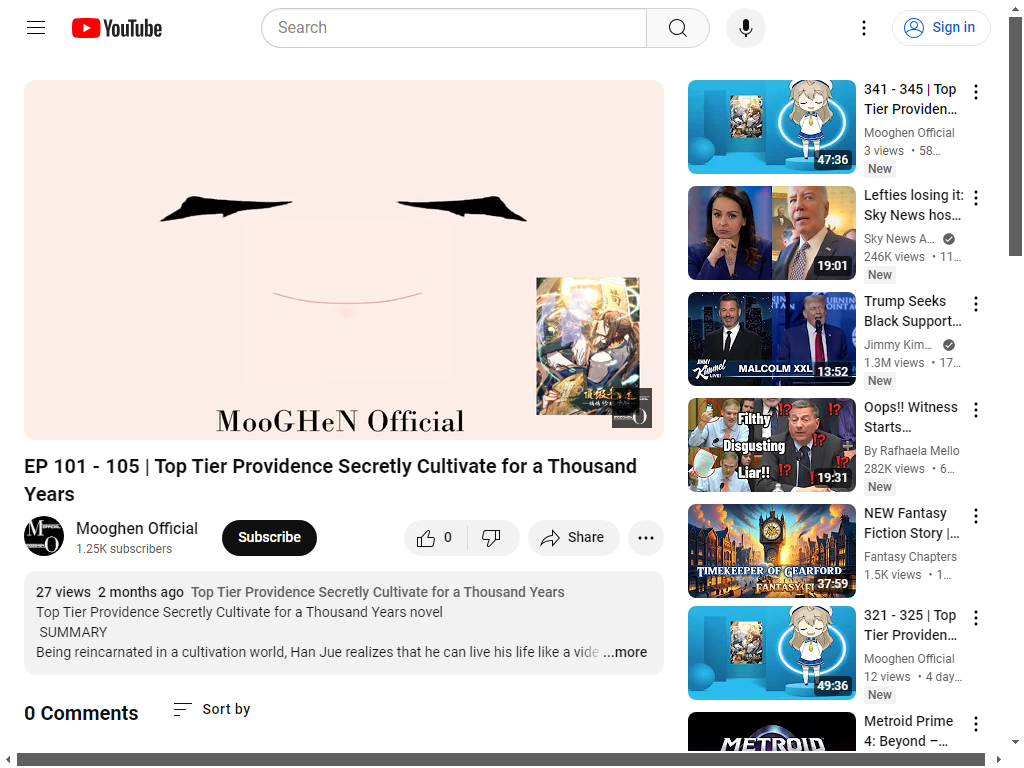 YouTube
Search
Sign in
MooGHeN Official
EP 101 - 105 | Top Tier Providence Secretly Cultivate for a Thousand
Years
Mooghen Official
1.25K subscribers
Subscribe
0
Share
27 views 2 months ago Top Tier Providence Secretly Cultivate for a Thousand Years
Top Tier Providence Secretly Cultivate for a Thousand Years novel
SUMMARY
Being reincarnated in a cultivation world, Han Jue realizes that he can live his life like a vide ...more
0 Comments
Sort by
47:36
341 - 345 | Top
Tier Providen...
Mooghen Official
3 views • 58...
New
19:01
Lefties losing it:
Sky News hos...
Sky News A...
246K views • 11...
New
JIMMY
Kimmel
LIVE!
MALCOLM XXL
13:52
Trump Seeks
Black Support...
Jimmy Kim...
1.3M views • 17...
New
Filthy
Disgusting
Liar!!
19:31
Oops!! Witness
Starts...
By Rafhaela Mello
282K views • 6...
New
TIMEKEEPER OF GEARFORD
37:59
NEW Fantasy
Fiction Story |...
Fantasy Chapters
1.5K views • 1...
49:36
321 - 325 | Top
Tier Providen...
Mooghen Official
12 views • 4 day...
New
METROID
Metroid Prime
4: Beyond –...